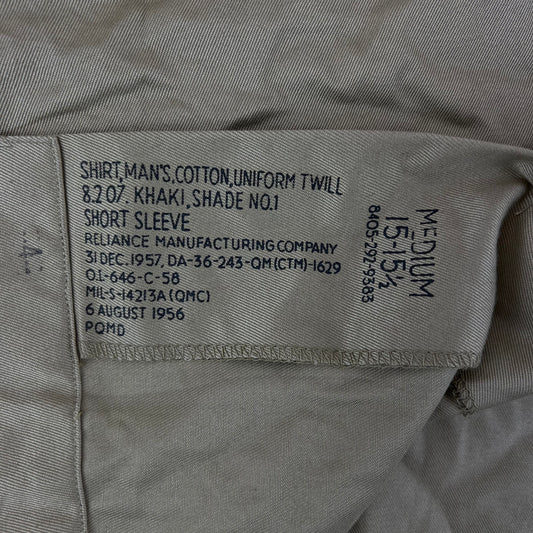 SHIRT,MAN'S,COTTON,UNIFORM TWILL
8.2 OZ. KHAKI,SHADE NO.1
SHORT SLEEVE
RELIANCE MANUFACTURING COMPANY
31 DEC. 1957, DA-36-243-QM(CTM)-1629
O.I.-646-C-58
MIL-S-14213A(QMC)
6 AUGUST 1956
PQMD
MEDIUM
15-15½
8405-292-9383